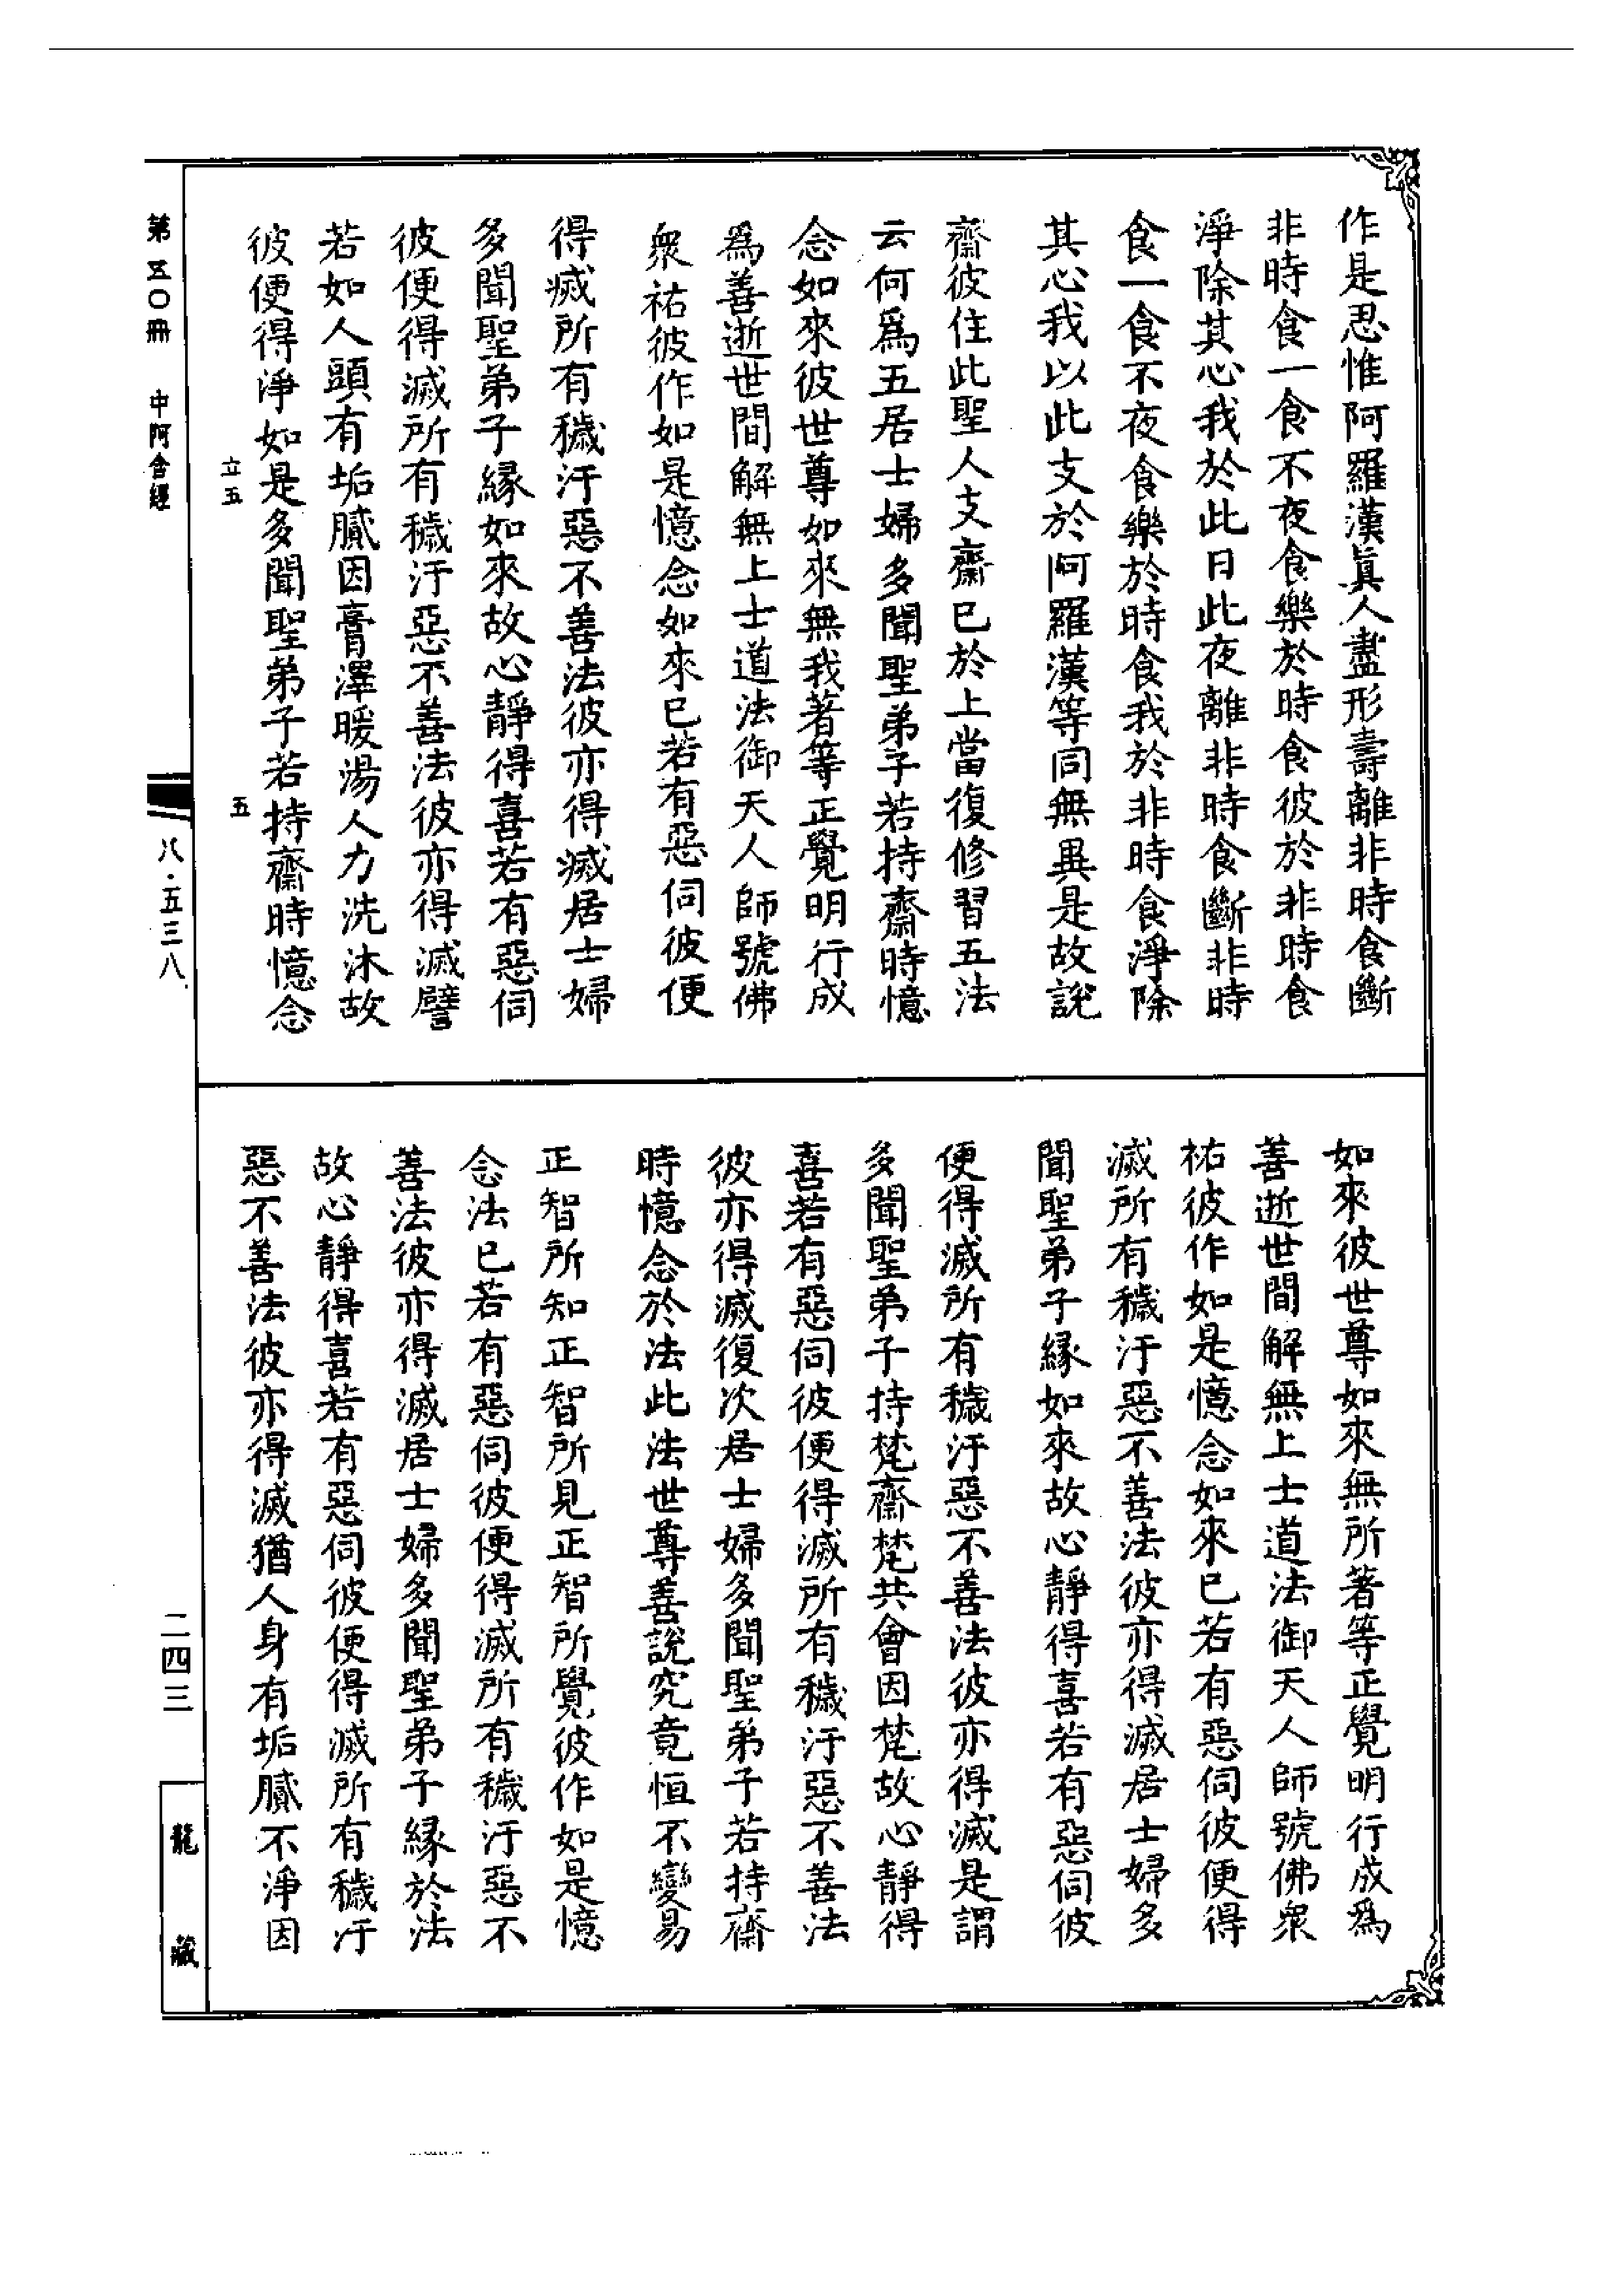 作是思惟阿羅漢眞人盡形壽離非時食斷
非時食一食不夜食樂於時食彼於非時食
淨除其心我於此日此夜離非時食斷非時
食一食不夜食樂於時食我於非時食淨除
其心我以此支於阿羅漢等同無異是故說
齋彼住此聖人支齋已於上當復修習五法
云何爲五居士婦多聞聖弟子若持齋時憶
念如來彼世尊如來無我著等正覺明行成
爲善逝世間解無上士道法御天人師號佛
衆祐彼作如是憶念如來已若有惡伺彼便
得滅所有穢汙惡不善法彼亦得滅居士婦
多聞聖弟子緣如來故心靜得喜若有惡伺
彼便得滅所有穢汙惡不善法彼亦得滅譬
若如人頭有垢膩因膏澤暖湯人力洗沐故
彼便得淨如是多聞聖弟子若持齋時憶念
立五
五
如來彼世尊如來無所著等正覺明行成爲
善逝世間解無上士道法御天人師號佛衆
祐彼作如是憶念如來已若有惡伺彼便得
滅所有穢汙惡不善法彼亦得滅居士婦多
聞聖弟子緣如來故心靜得喜若有惡伺彼
便得滅所有穢汙惡不善法彼亦得滅是謂
多聞聖弟子持梵齋梵共會因梵故心靜得
喜若有惡伺彼便得滅所有穢汙惡不善法
彼亦得滅復次居士婦多聞聖弟子若持齋
時憶念於法此法世尊善說究竟恒不變易
正智所知正智所見正智所覺彼作如是憶
念法已若有惡伺彼便得滅所有穢汙惡不
善法彼亦得滅居士婦多聞聖弟子緣於法
故心靜得喜若有惡伺彼便得滅所有穢汙
惡不善法彼亦得滅猶人身有垢膩不淨因
第五〇冊 中阿含經
八·五三八
二四三
龍藏